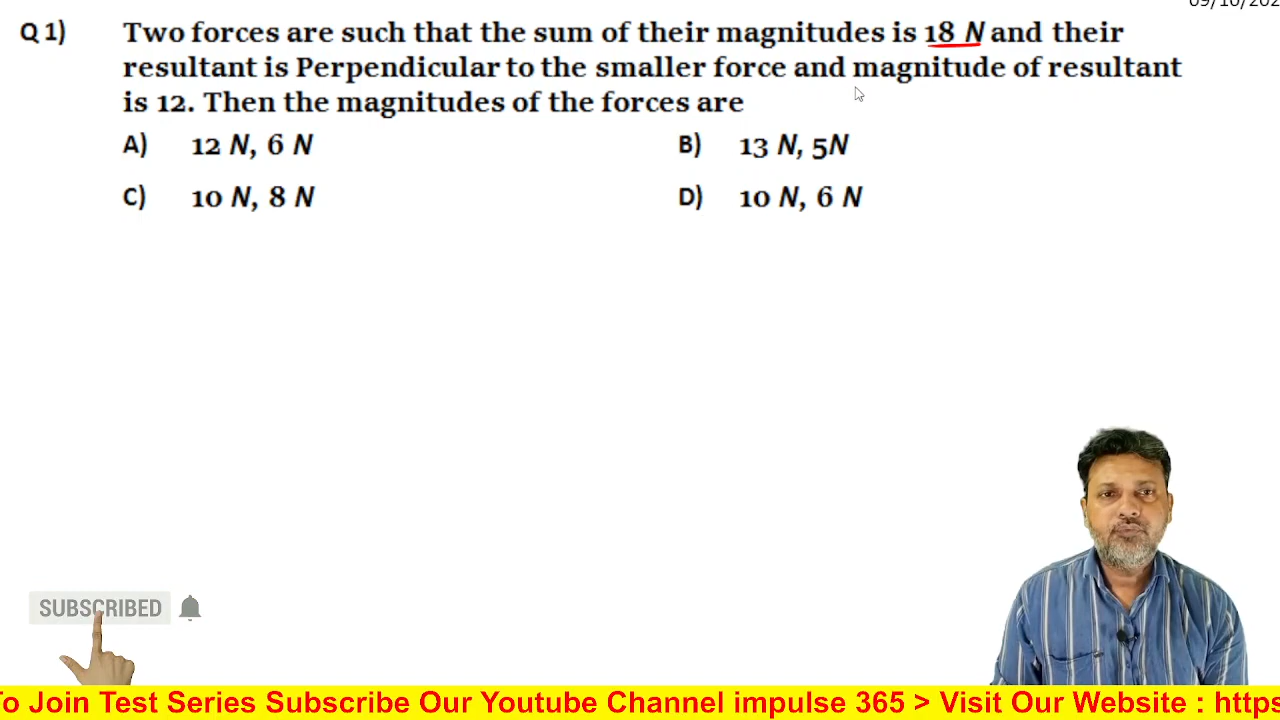 09/10/202
Q 1) Two forces are such that the sum of their magnitudes is 18 N and their
resultant is Perpendicular to the smaller force and magnitude of resultant
is 12. Then the magnitudes of the forces are
A) 12 N, 6 N B) 13 N, 5N
C) 10 N, 8 N D) 10 N, 6 N
SUBSCRIBED
To Join Test Series Subscribe Our Youtube Channel impulse 365 > Visit Our Website : https